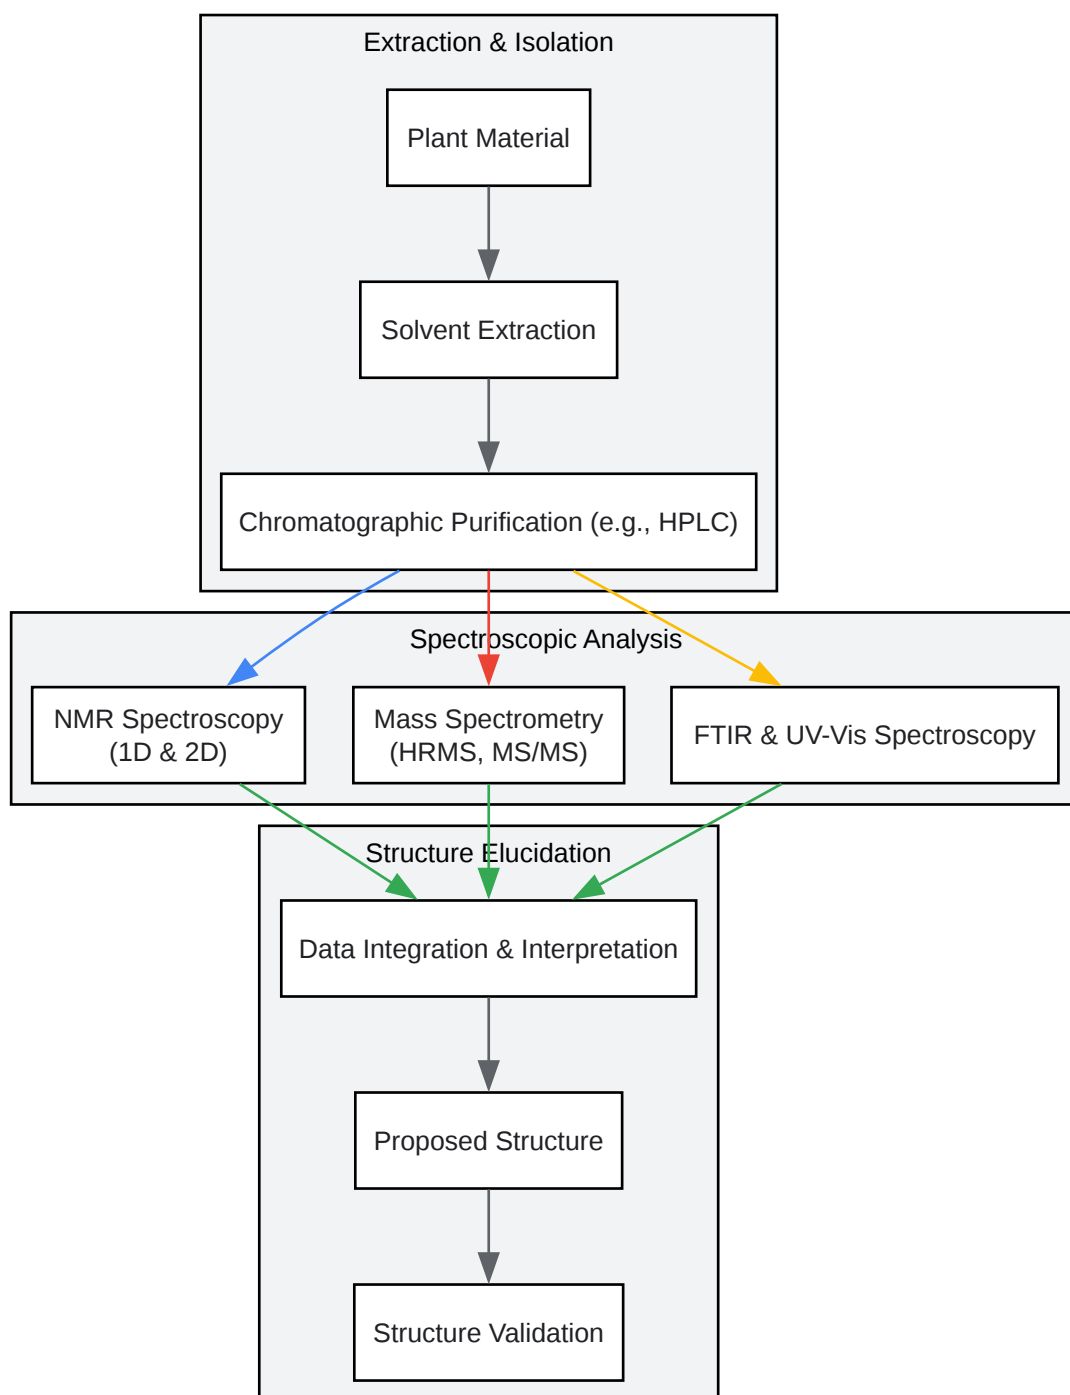 Extraction & Isolation
Plant Material
Solvent Extraction
Chromatographic Purification (e.g., HPLC)
Spectroscopic Analysis
NMR Spectroscopy
(1D & 2D)
Mass Spectrometry
(HRMS, MS/MS)
FTIR & UV-Vis Spectroscopy
Structure Elucidation
Data Integration & Interpretation
Proposed Structure
Structure Validation